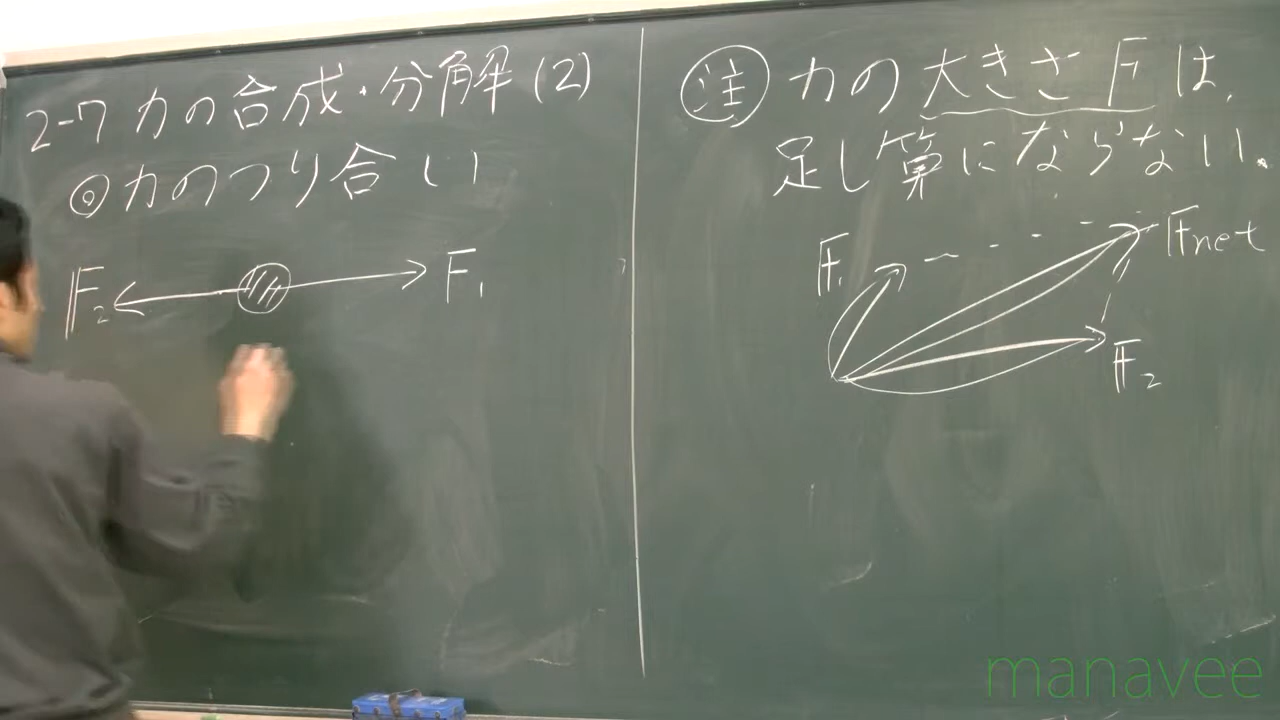 2-7 力の合成・分解(2)
◎力のつり合い
F2
F1
注 力の大きさFは,
足し算にならない.
F1
Fnet
F2
manavee